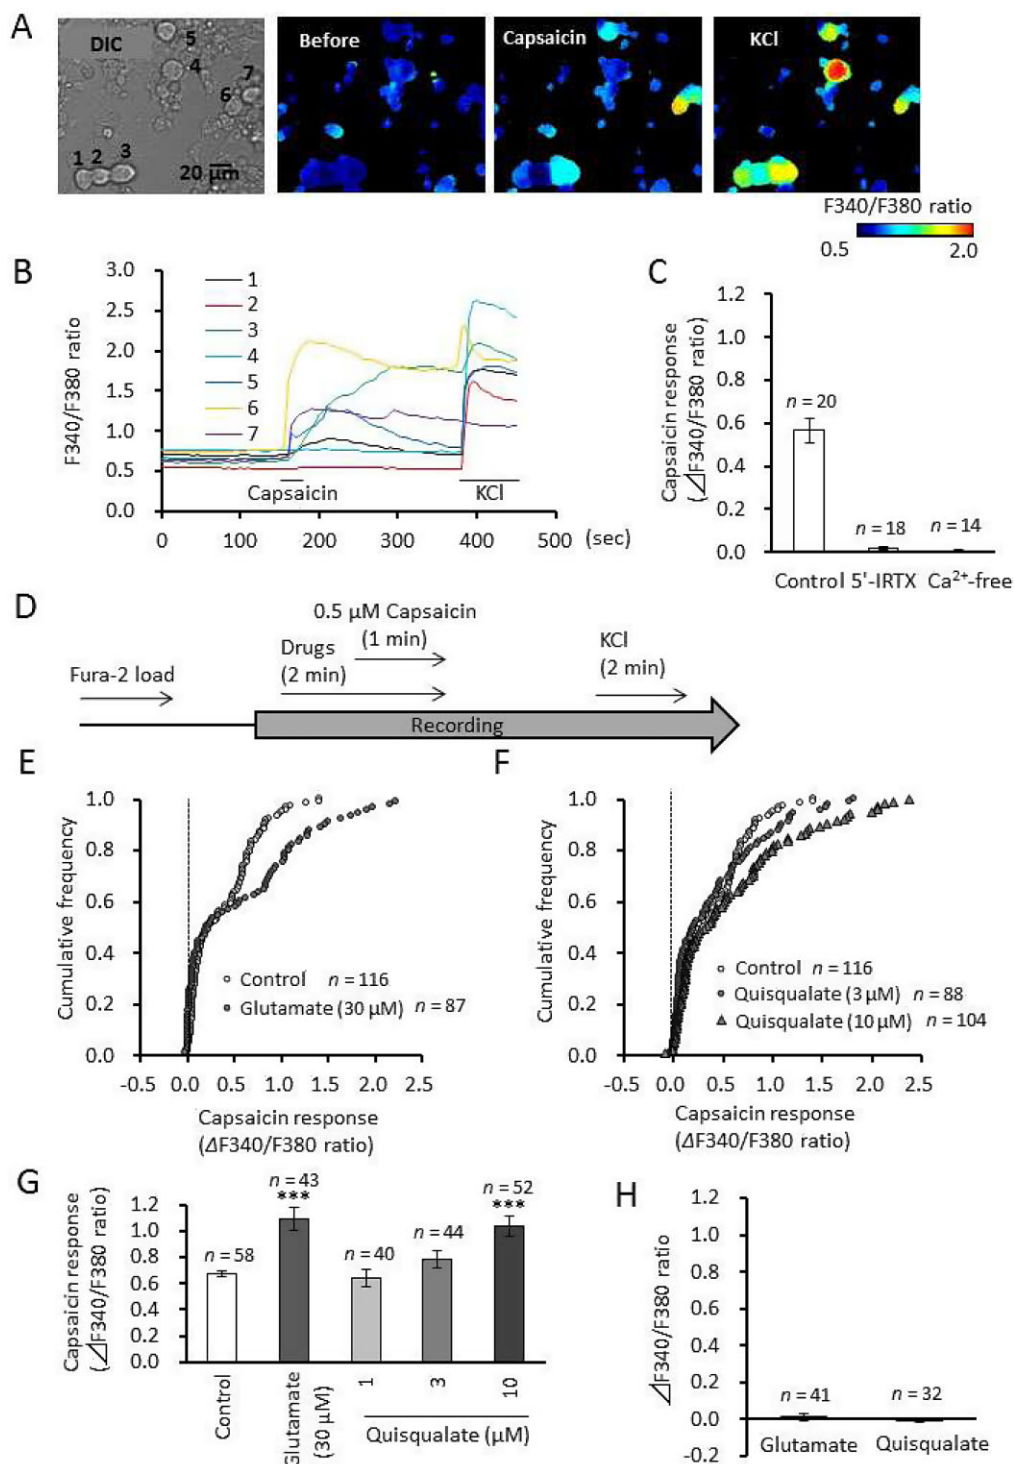 A
DIC
1
2
3
4
5
6
7
20 μm
Before
Capsaicin
KCl
F340/F380 ratio
0.5
2.0
B
F340/F380 ratio
3.0
2.5
2.0
1.5
1.0
0.5
0.0
1
2
3
4
5
6
7
Capsaicin
KCl
0
100
200
300
400
500
(sec)
C
Capsaicin response
(⊿F340/F380 ratio)
1.2
1.0
0.8
0.6
0.4
0.2
0.0
n = 20
n = 18
n = 14
Control
5'-IRTX
Ca²⁺-free
D
Fura-2 load
Drugs
(2 min)
0.5 μM Capsaicin
(1 min)
KCl
(2 min)
Recording
E
Cumulative frequency
1.0
0.8
0.6
0.4
0.2
0.0
Control n = 116
Glutamate (30 μM) n = 87
-0.5
0.0
0.5
1.0
1.5
2.0
2.5
Capsaicin response
(ΔF340/F380 ratio)
F
Cumulative frequency
1.0
0.8
0.6
0.4
0.2
0.0
Control n = 116
Quisqualate (3 μM) n = 88
Quisqualate (10 μM) n = 104
-0.5
0.0
0.5
1.0
1.5
2.0
2.5
Capsaicin response
(ΔF340/F380 ratio)
G
Capsaicin response
(⊿F340/F380 ratio)
1.2
1.0
0.8
0.6
0.4
0.2
0.0
n = 58
n = 43
***
n = 40
n = 44
n = 52
***
Control
Glutamate
(30 μM)
1
3
10
Quisqualate (μM)
H
⊿F340/F380 ratio
1.2
1.0
0.8
0.6
0.4
0.2
0.0
-0.2
n = 41
n = 32
Glutamate
Quisqualate